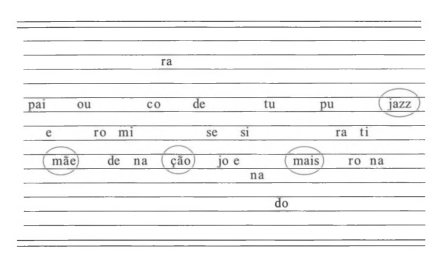 ra
pai ou co de tu pu jazz
e ro mi se si ra ti
mãe de na ção jo e mais ro na
na
do